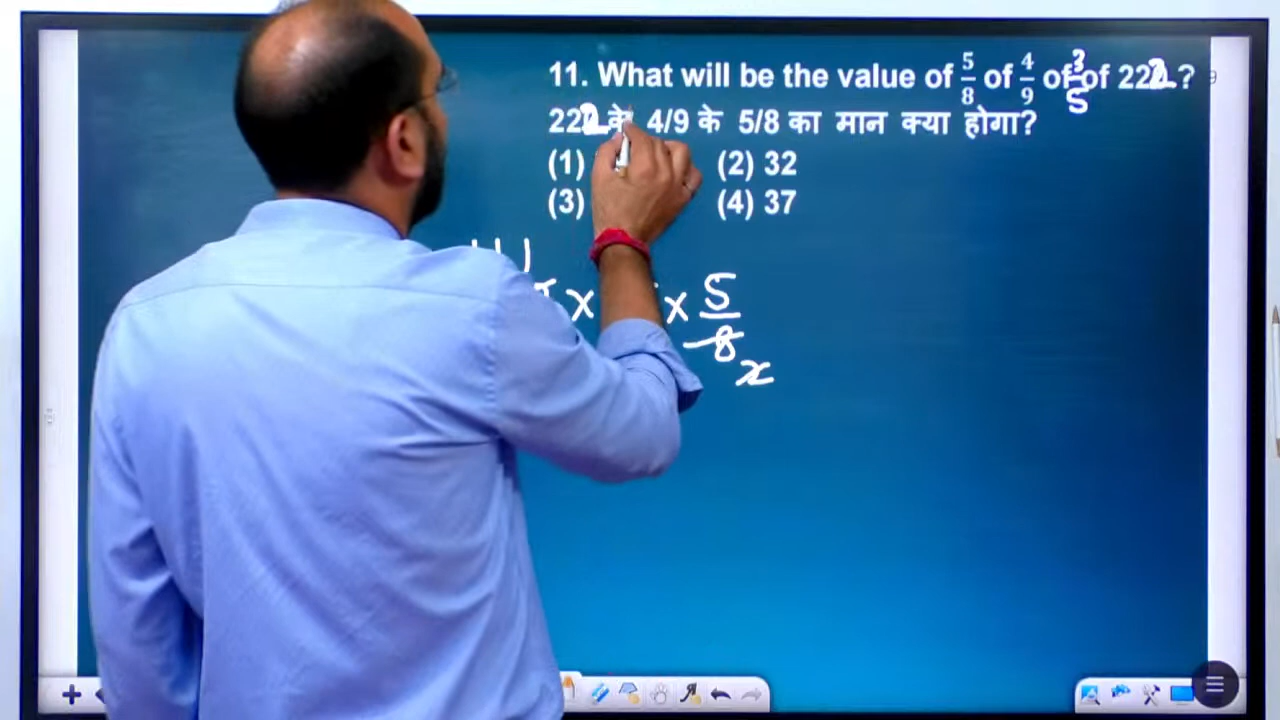 11. What will be the value of 5/8 of 4/9 of 3/5 of 222 ?
222 के 4/9 के 5/8 का मान क्या होगा?
(1) (2) 32
(3) (4) 37
111
× × 5/8
x